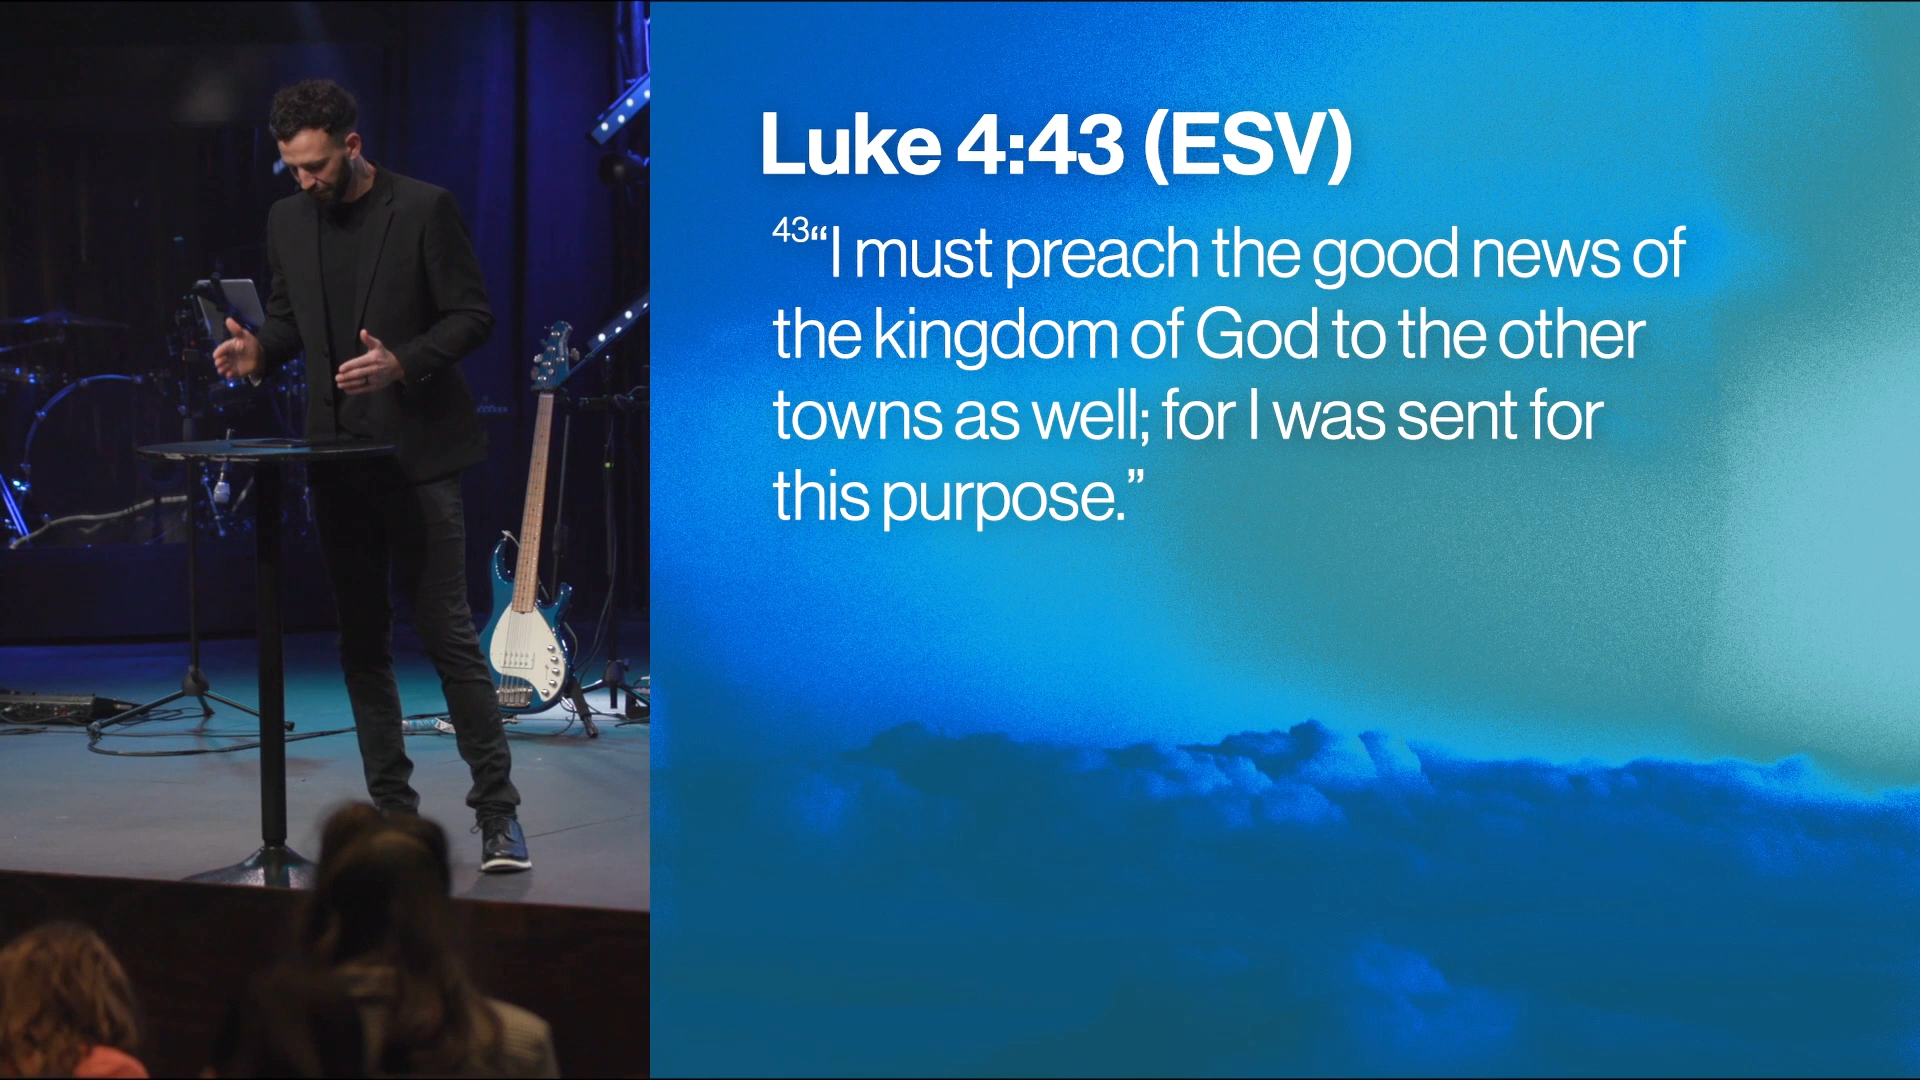 Luke 4:43 (ESV)
43“I must preach the good news of
the kingdom of God to the other
towns as well; for I was sent for
this purpose.”